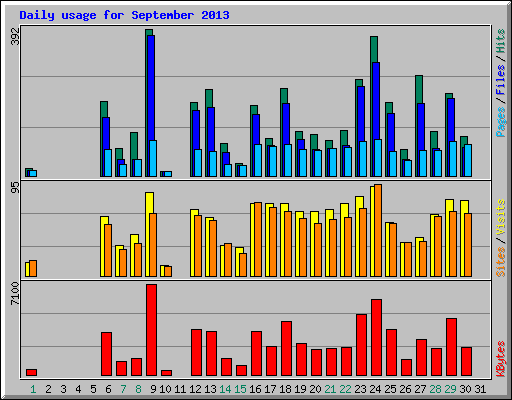 Daily usage for September 2013
392
Pages / Files / Hits
95
Sites / Visits
7100
KBytes
1 2 3 4 5 6 7 8 9 10 11 12 13 14 15 16 17 18 19 20 21 22 23 24 25 26 27 28 29 30 31